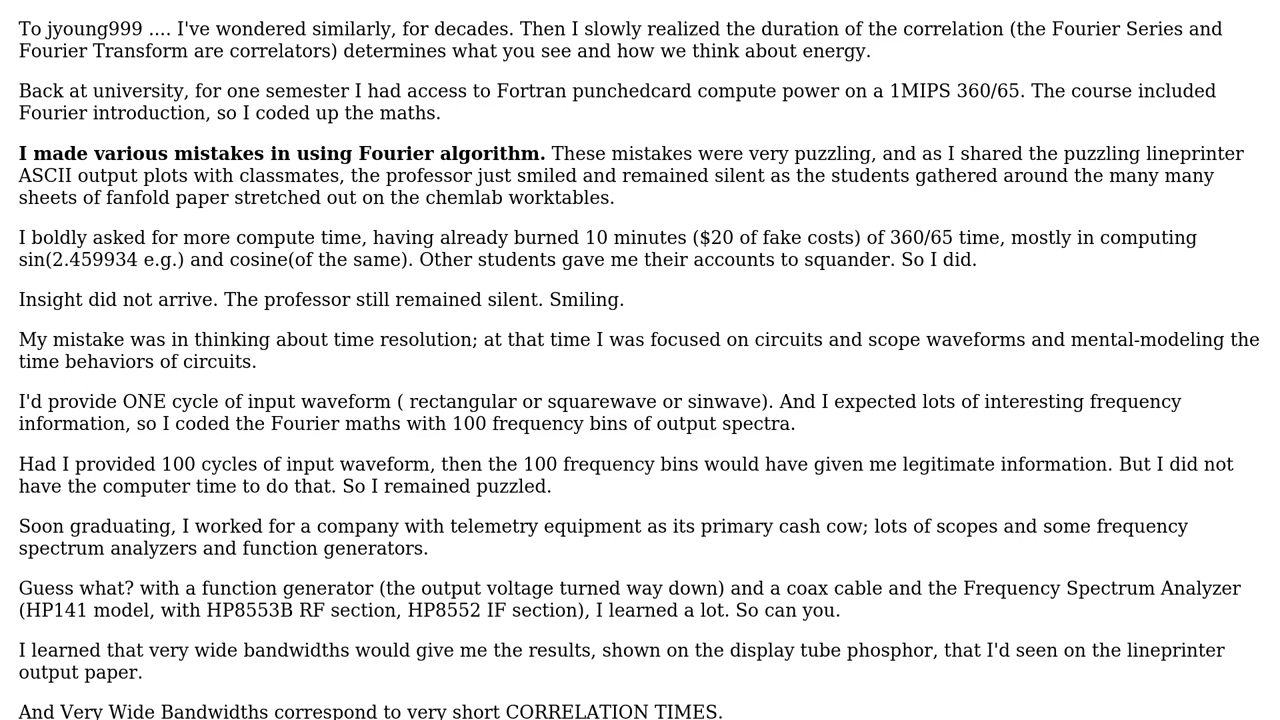 To jyoung999 .... I've wondered similarly, for decades. Then I slowly realized the duration of the correlation (the Fourier Series and
Fourier Transform are correlators) determines what you see and how we think about energy.
Back at university, for one semester I had access to Fortran punchedcard compute power on a 1MIPS 360/65. The course included
Fourier introduction, so I coded up the maths.
I made various mistakes in using Fourier algorithm. These mistakes were very puzzling, and as I shared the puzzling lineprinter
ASCII output plots with classmates, the professor just smiled and remained silent as the students gathered around the many many
sheets of fanfold paper stretched out on the chemlab worktables.
I boldly asked for more compute time, having already burned 10 minutes ($20 of fake costs) of 360/65 time, mostly in computing
sin(2.459934 e.g.) and cosine(of the same). Other students gave me their accounts to squander. So I did.
Insight did not arrive. The professor still remained silent. Smiling.
My mistake was in thinking about time resolution; at that time I was focused on circuits and scope waveforms and mental-modeling the
time behaviors of circuits.
I'd provide ONE cycle of input waveform ( rectangular or squarewave or sinwave). And I expected lots of interesting frequency
information, so I coded the Fourier maths with 100 frequency bins of output spectra.
Had I provided 100 cycles of input waveform, then the 100 frequency bins would have given me legitimate information. But I did not
have the computer time to do that. So I remained puzzled.
Soon graduating, I worked for a company with telemetry equipment as its primary cash cow; lots of scopes and some frequency
spectrum analyzers and function generators.
Guess what? with a function generator (the output voltage turned way down) and a coax cable and the Frequency Spectrum Analyzer
(HP141 model, with HP8553B RF section, HP8552 IF section), I learned a lot. So can you.
I learned that very wide bandwidths would give me the results, shown on the display tube phosphor, that I'd seen on the lineprinter
output paper.
And Very Wide Bandwidths correspond to very short CORRELATION TIMES.